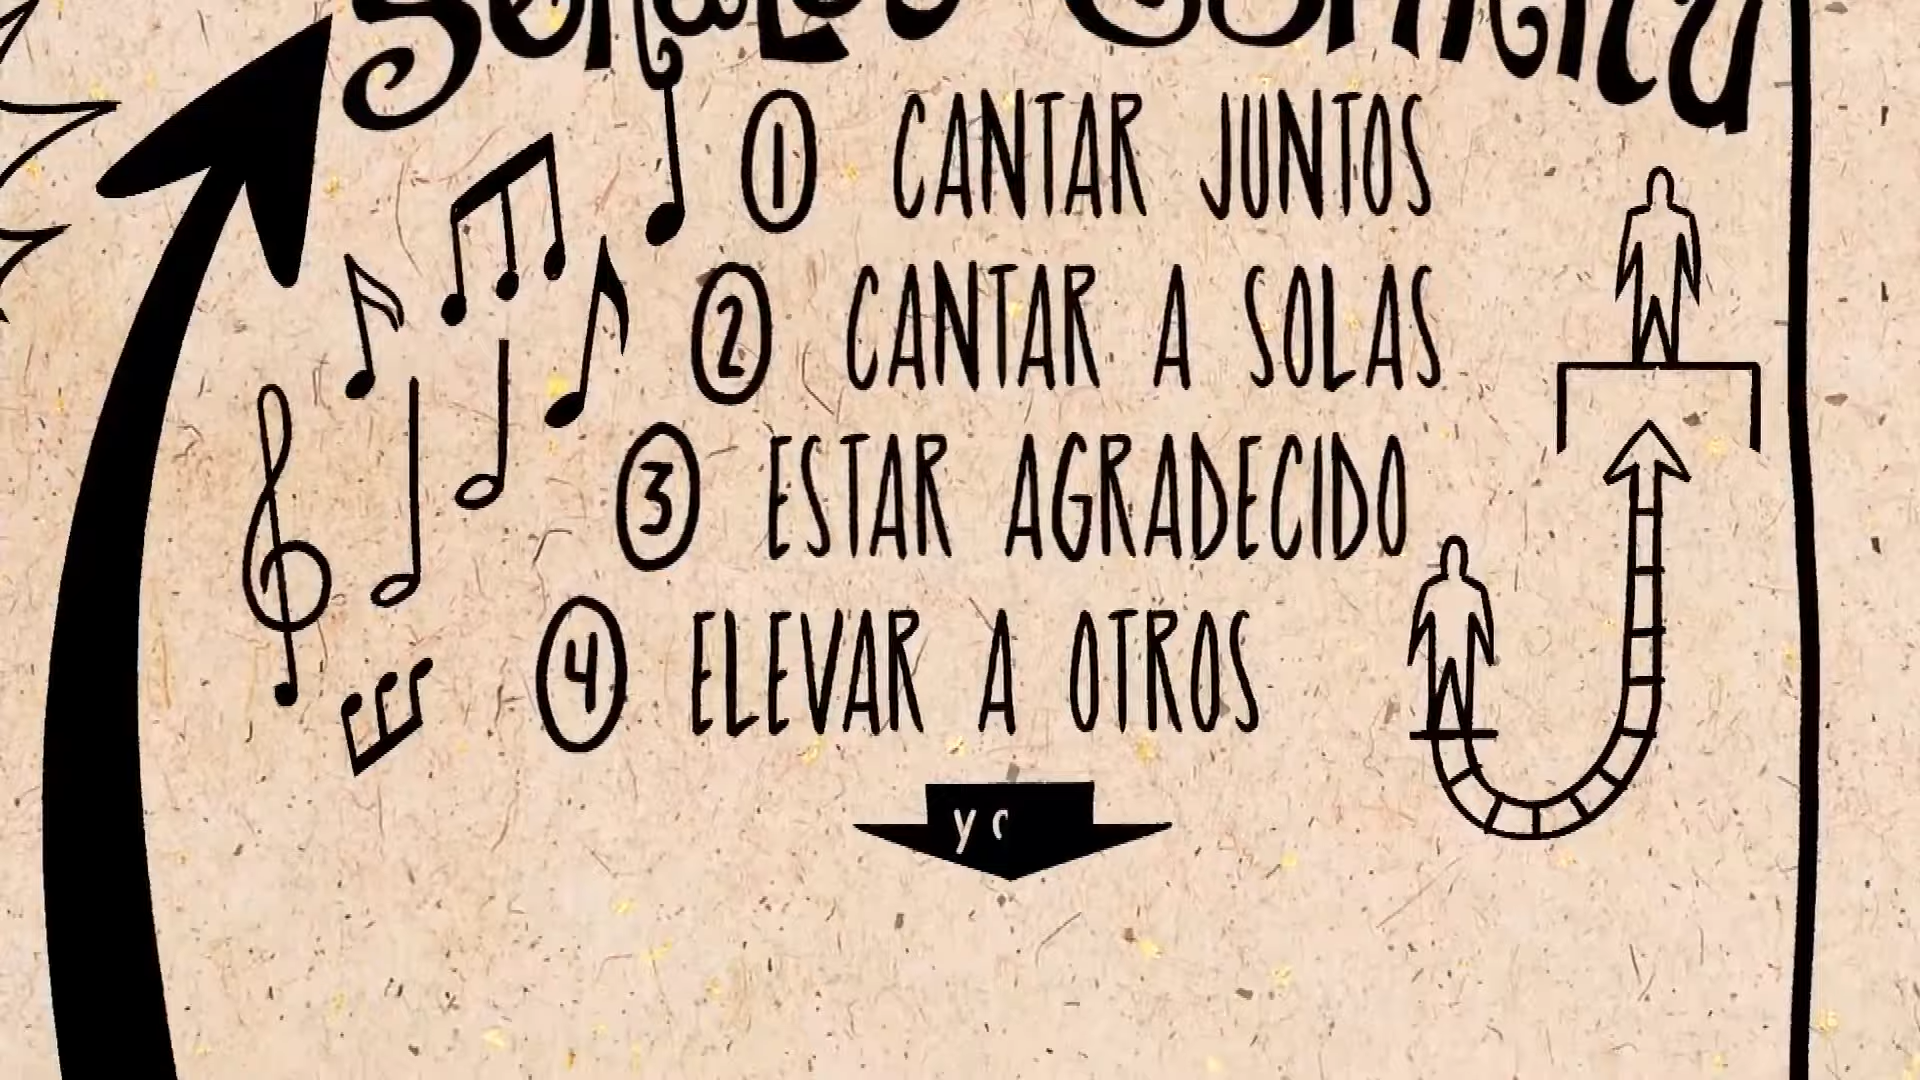 ① CANTAR JUNTOS
② CANTAR A SOLAS
③ ESTAR AGRADECIDO
④ ELEVAR A OTROS
y